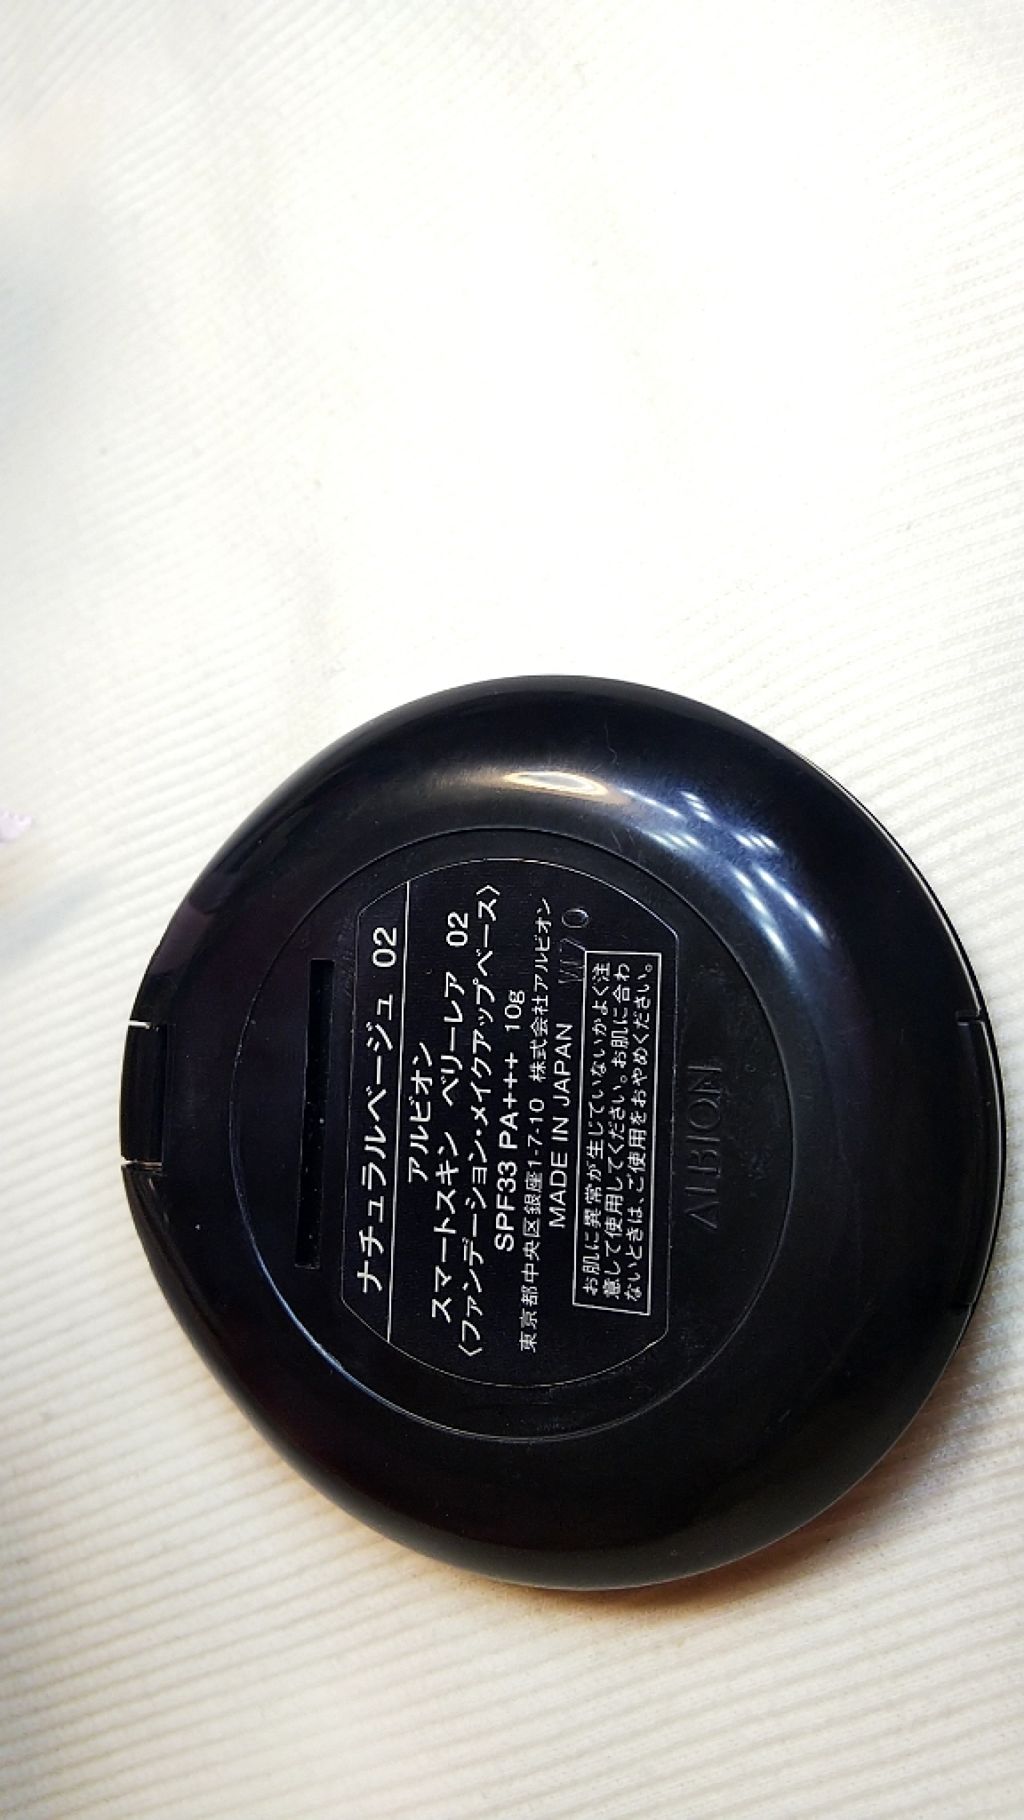 ナチュラルベージュ 02
アルビオン
スマートスキン ベリーレア 02
〈ファンデーション・メイクアップベース〉
SPF33 PA+++ 10g
東京都中央区銀座1-7-10 株式会社アルビオン
MADE IN JAPAN
W70
お肌に異常が生じていないかよく注
意して使用してください。お肌に合わ
ないときは、ご使用をおやめください。
ALBION